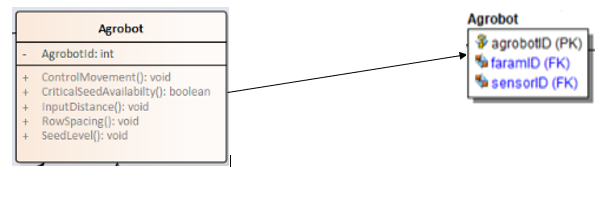 Agrobot
- AgrobotId: int
+ ControlMovement(): void
+ CriticalSeedAvailabilty(): boolean
+ InputDistance(): void
+ RowSpacing(): void
+ SeedLevel(): void
Agrobot
agrobotID (PK)
faramID (FK)
sensorID (FK)